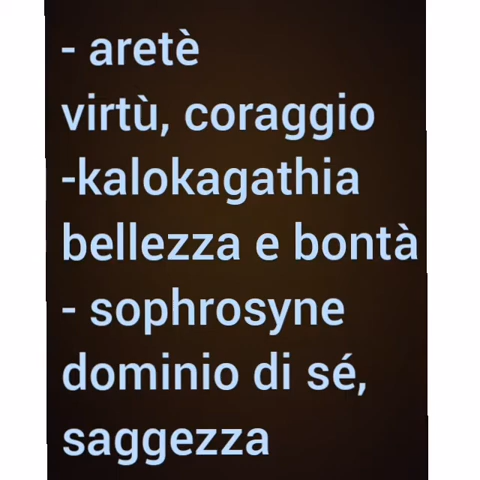 - aretè
virtù, coraggio
-kalokagathia
bellezza e bontà
- sophrosyne
dominio di sé,
saggezza